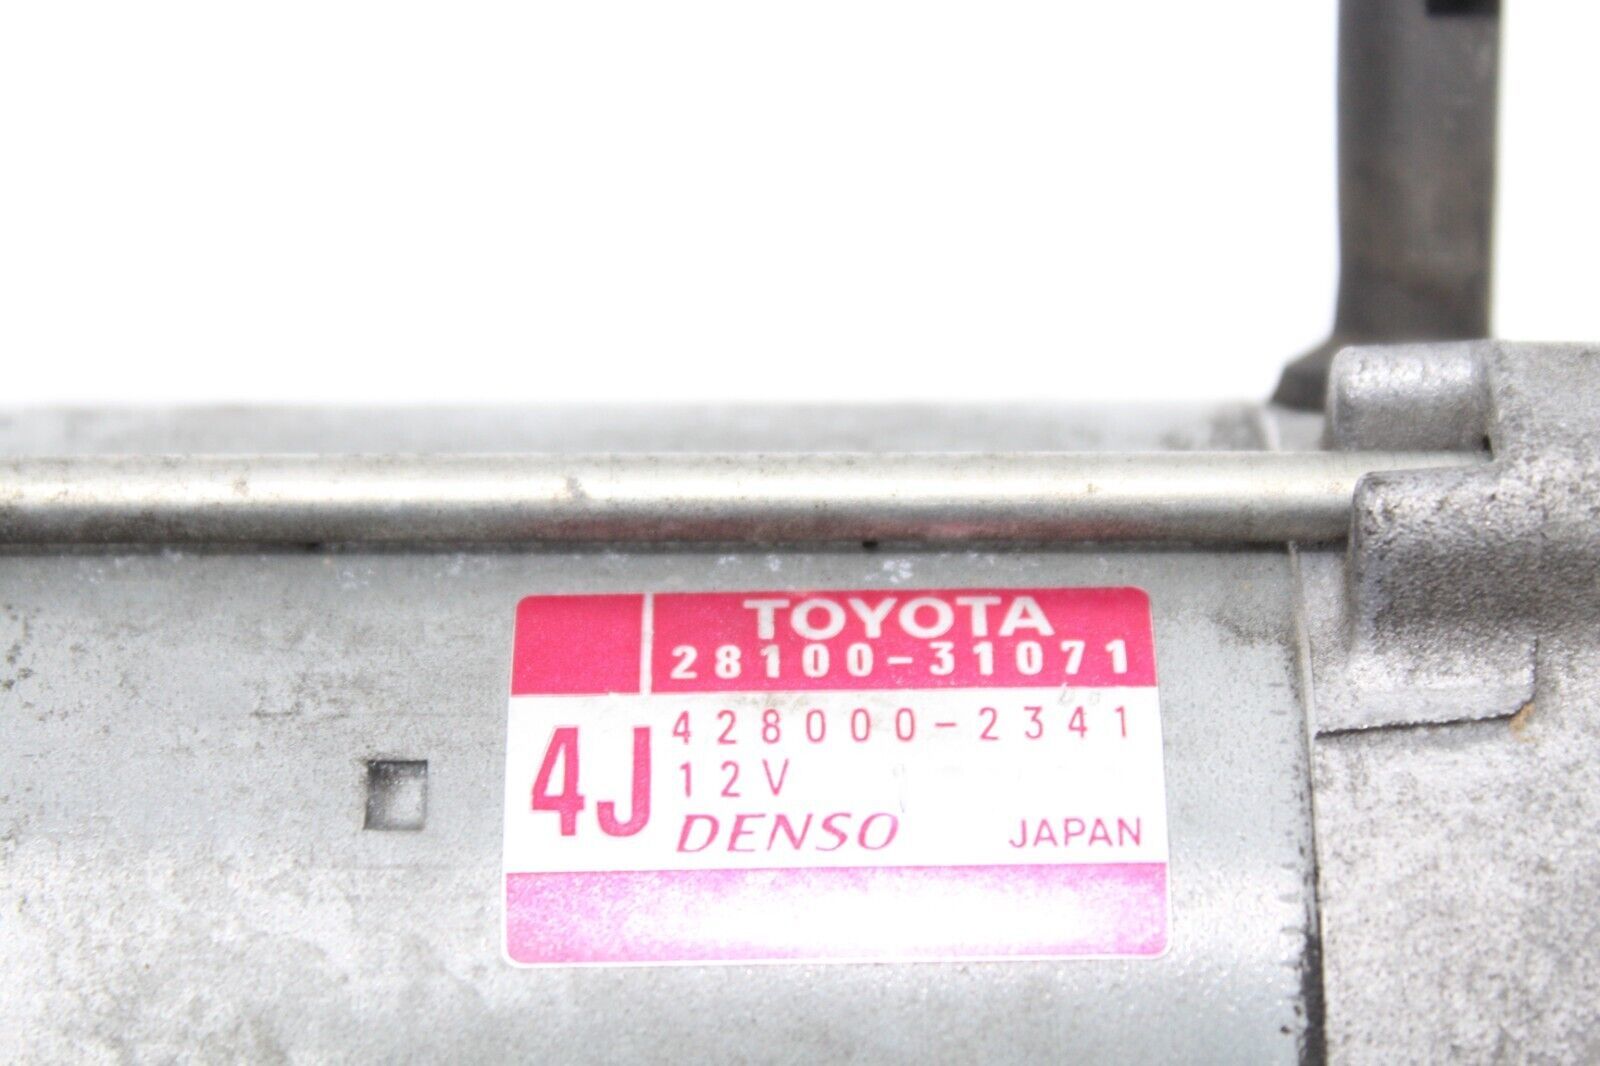 TOYOTA
28100-31071
4J
428000-2341
12V
DENSO JAPAN